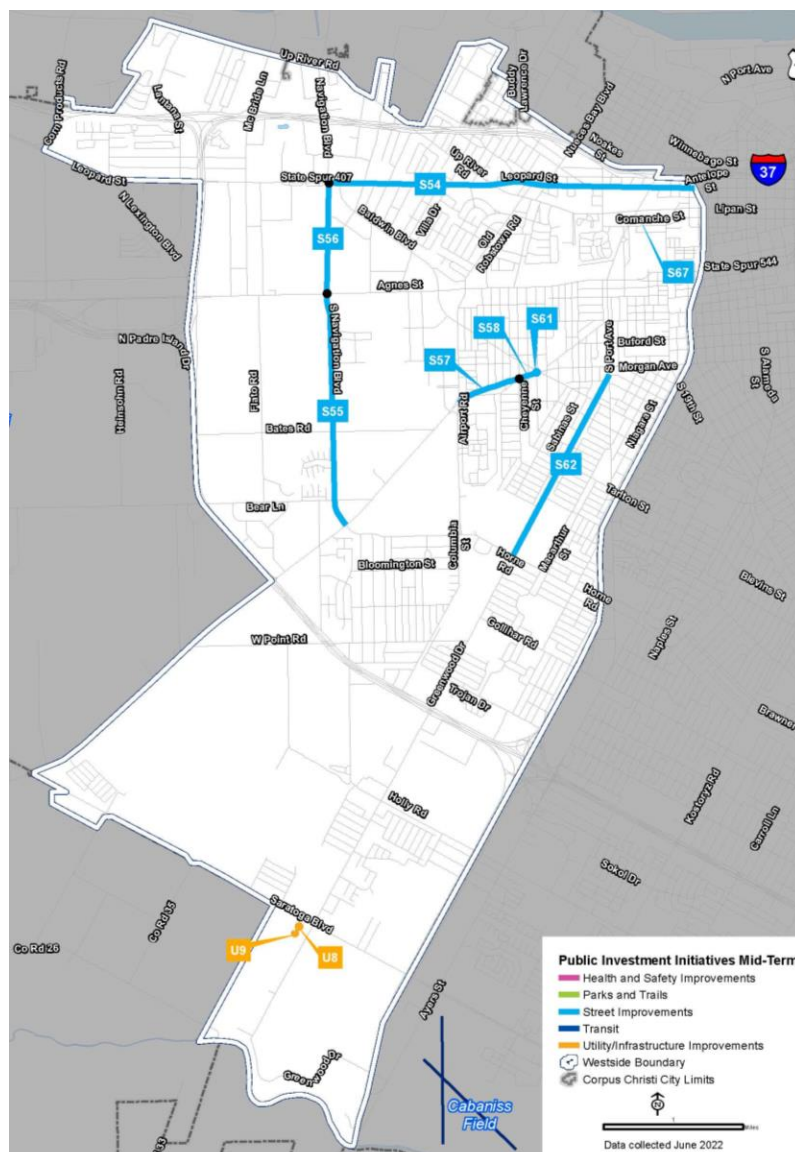 Up River Rd
Corn Products Rd
Lantana St
Mc Bride Ln
Navigation Blvd
Buddy
Lawrence Dr
Nueces Bay Blvd
Noakes
St
N Port Ave
Winnebago St
37
Antelope
St
Leopard St
N Lexington Blvd
State Spur 407
S54
Up River
Rd
Leopard St
Lipan St
S56
Baldwin Blvd
Villa Dr
Old
Robstown Rd
Comanche St
S67
State Spur 544
Agnes St
N Padre Island Dr
S Navigation Blvd
S57
S58
S61
S Port Ave
Buford St
Morgan Ave
S Alameda
St
Heinsohn Rd
Flato Rd
S55
Airport Rd
Cheyenne
St
Sabinas St
Niagara St
S 19th St
Bates Rd
S62
Tarlton St
Bear Ln
Columbia
St
Bloomington St
Horne
Rd
Macarthur
St
Horne
Rd
Blevins St
Naples St
W Point Rd
Gollihar Rd
Greenwood Dr
Trojan Dr
Brawner
Kostoryz Rd
Carroll Ln
Holly Rd
Sokol Dr
Saratoga Blvd
Co Rd 35
Co Rd 26
U9
U8
Ayers St
Greenwood Dr
Cabaniss
Field
Public Investment Initiatives Mid-Term
Health and Safety Improvements
Parks and Trails
Street Improvements
Transit
Utility/Infrastructure Improvements
Westside Boundary
Corpus Christi City Limits
N
1
Miles
Data collected June 2022